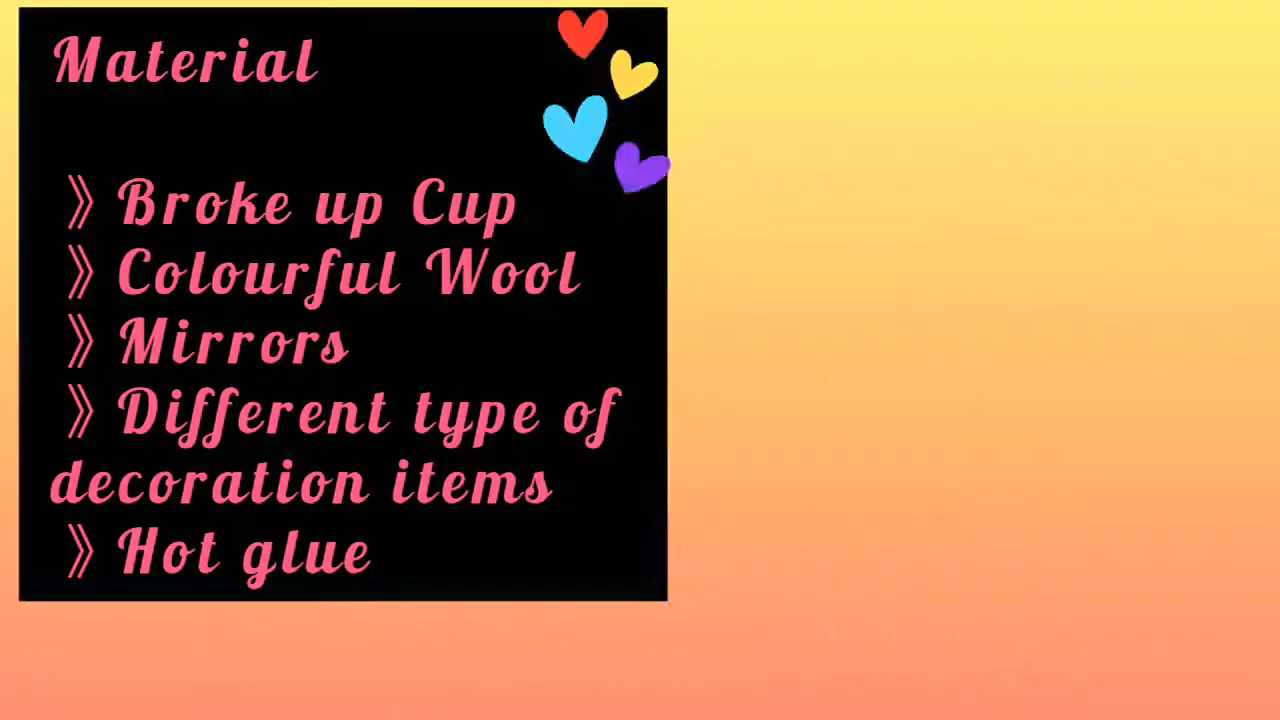 Material
》Broke up Cup
》Colourful Wool
》Mirrors
》Different type of
decoration items
》Hot glue